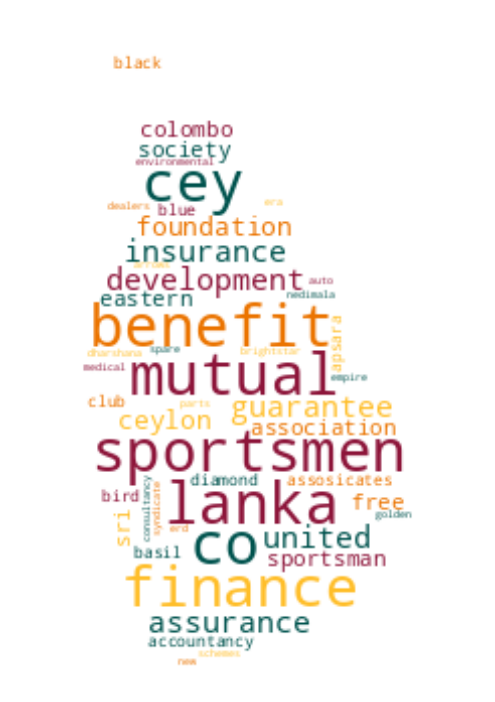 black
colombo
society
environmental
cey
dealers blue era
foundation
insurance
development auto
eastern nedimala
benefit
apsara
dharshana spare brightstar
medical mutual empire
club parts guarantee
ceylon association
sportsmen
diamond assosicates
bird consultancy syndicate lanka free
sri erd golden
basil co united
sportsman
finance
assurance
accountancy
schemes
new